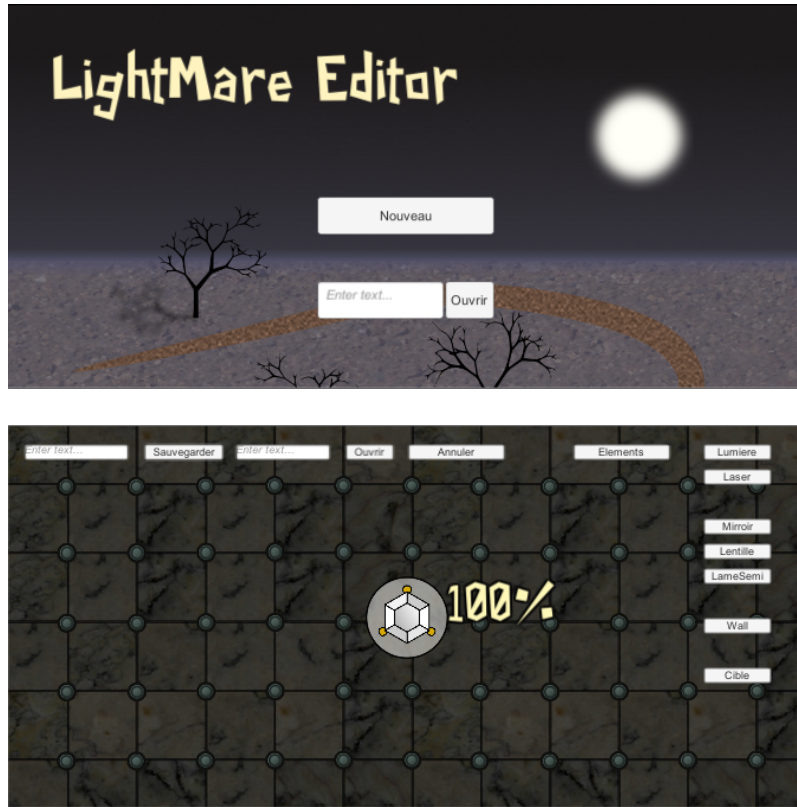 LightMare Editor
Nouveau
Enter text...
Ouvrir
Enter text...
Sauvegarder
Enter text...
Ouvrir
Annuler
Elements
Lumiere
Laser
Mirroir
Lentille
LameSemi
100%
Wall
Cible